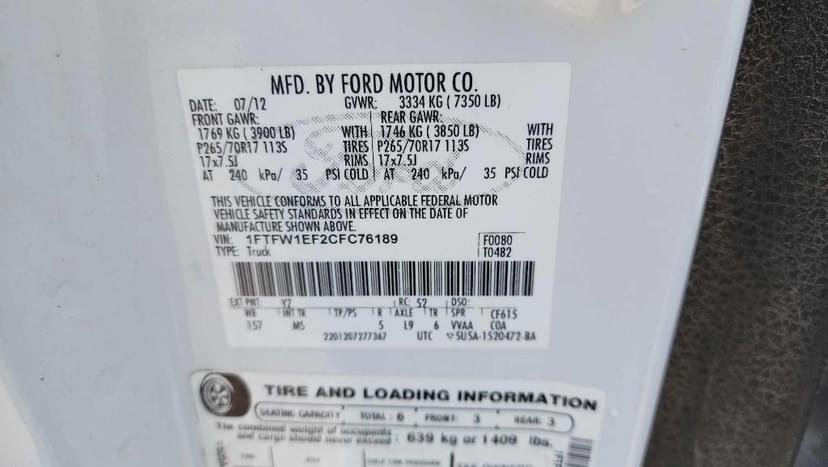 MFD. BY FORD MOTOR CO.
DATE: 07/12 GVWR: 3334 KG ( 7350 LB)
FRONT GAWR: REAR GAWR:
1769 KG ( 3900 LB) WITH 1746 KG ( 3850 LB) WITH
P265/70R17 113S TIRES P265/70R17 113S TIRES
17x7.5J RIMS 17x7.5J RIMS
AT 240 kPa/ 35 PSI COLD AT 240 kPa/ 35 PSI COLD
THIS VEHICLE CONFORMS TO ALL APPLICABLE FEDERAL MOTOR
VEHICLE SAFETY STANDARDS IN EFFECT ON THE DATE OF
MANUFACTURE SHOWN ABOVE.
VIN: 1FTFW1EF2CFC76189 F0080
TYPE: Truck T0482
EXT PNT: YZ RC: 52 DSO:
WB INT TR TP/PS R AXLE TR SPR CF615
157 MS 5 L9 6 VVAA COA
2201207277367 UTC ▽5U5A-1520472-BA
TIRE AND LOADING INFORMATION
SEATING CAPACITY TOTAL: 6 FRONT: 3 REAR: 3
The combined weight of occupants
and cargo should never exceed: 639 kg or 1409 lbs.